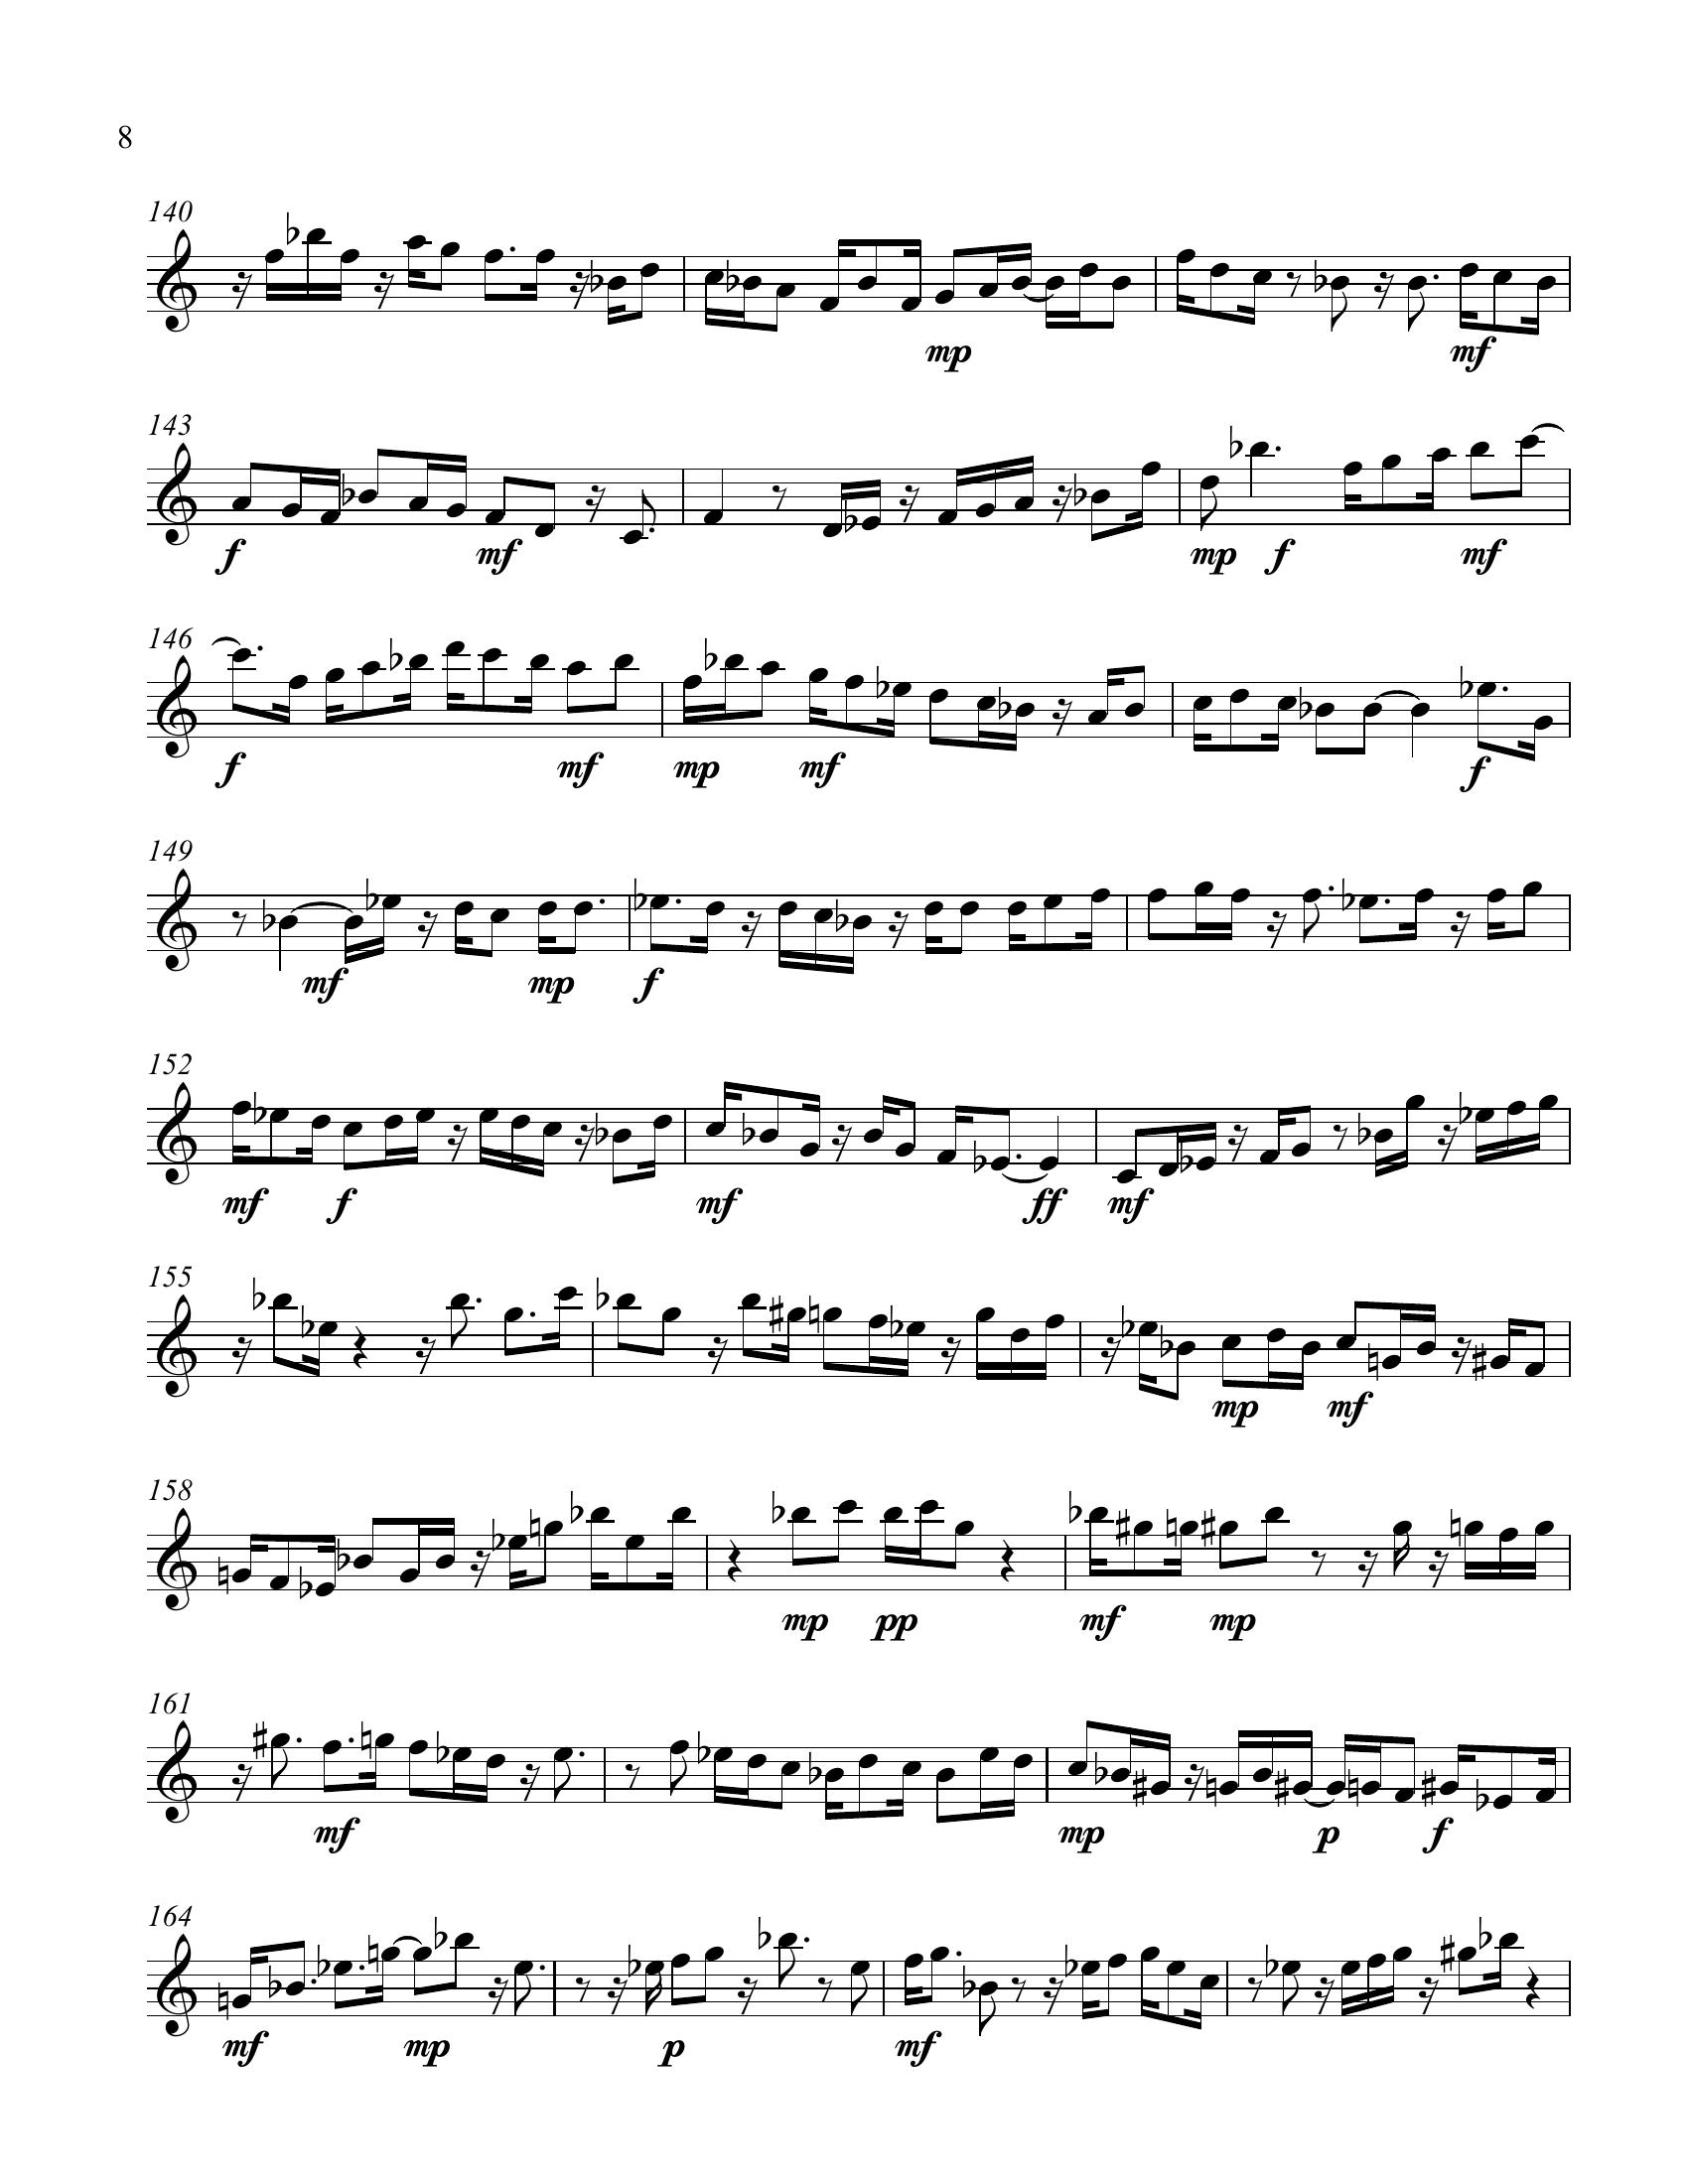 8
140
mp mf
143
f mf mp f mf
146
f mf mp mf f
149
mf mp f
152
mf f mf ff mf
155
mp mf
158
mp pp mf mp
161
mf mp p f
164
mf mp p mf